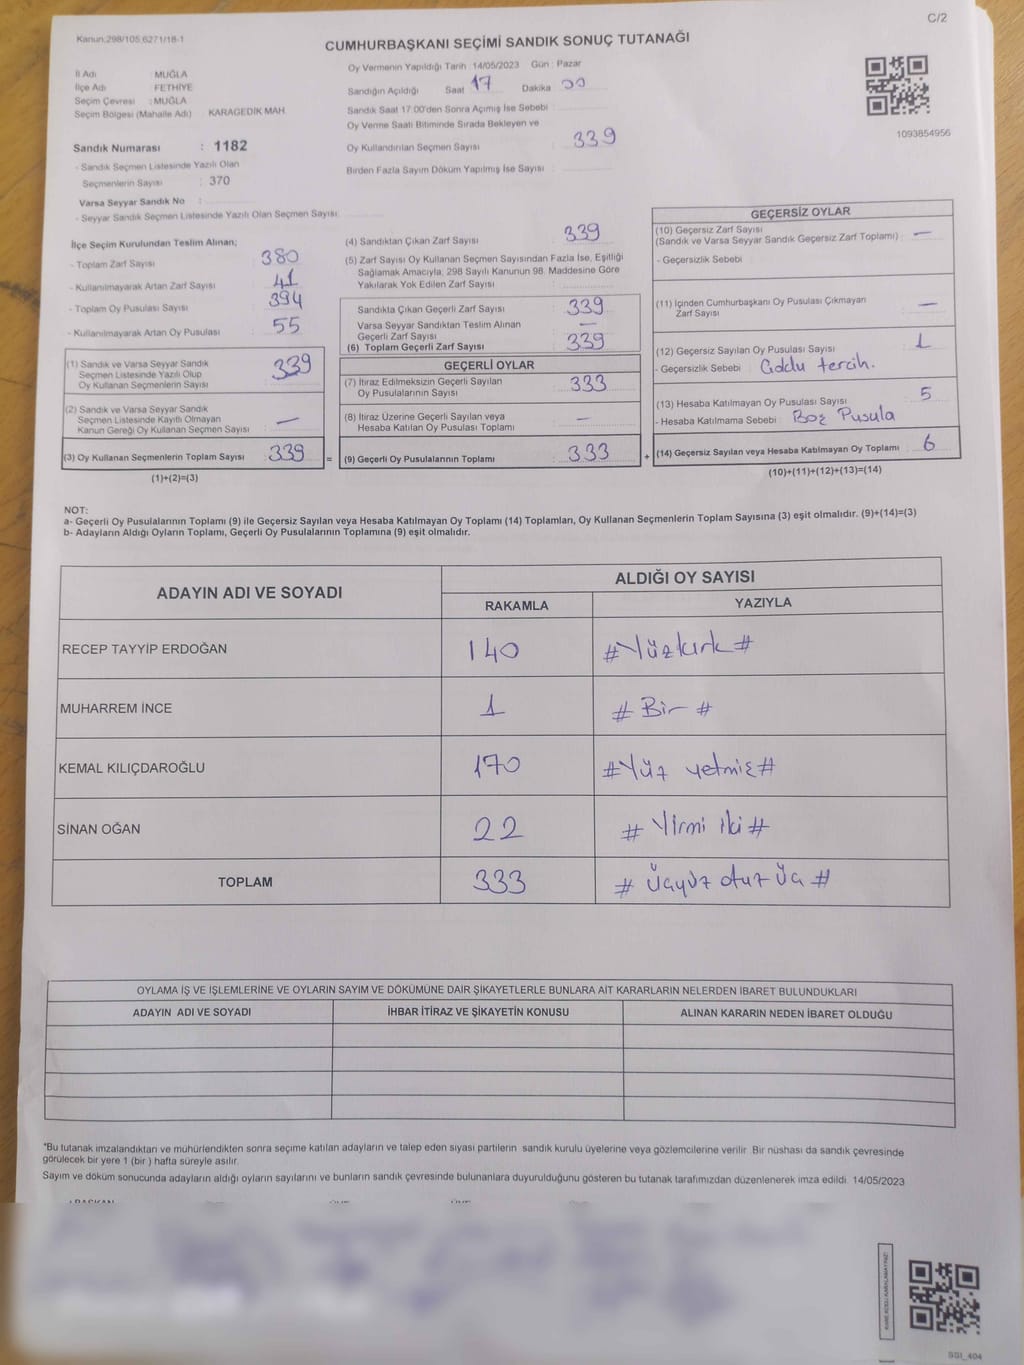 C/2
Kanun:298/105,6271/18-1
CUMHURBAŞKANI SEÇİMİ SANDIK SONUÇ TUTANAĞI
İl Adı : MUĞLA
İlçe Adı : FETHİYE
Seçim Çevresi : MUĞLA
Seçim Bölgesi (Mahalle Adı) KARAGEDİK MAH.
Sandık Numarası : 1182
- Sandık Seçmen Listesinde Yazılı Olan
Seçmenlerin Sayısı : 370
Varsa Seyyar Sandık No :
- Seyyar Sandık Seçmen Listesinde Yazılı Olan Seçmen Sayısı:
Oy Vermenin Yapıldığı Tarih : 14/05/2023 Gün : Pazar
Sandığın Açıldığı Saat 17 Dakika 00
Sandık Saat 17:00'den Sonra Açımış İse Sebebi :
Oy Verme Saati Bitiminde Sırada Bekleyen ve
Oy Kullandırılan Seçmen Sayısı : 339
Birden Fazla Sayım Döküm Yapılmış İse Sayısı :
1093854956
İlçe Seçim Kurulundan Teslim Alınan;
- Toplam Zarf Sayısı : 380
- Kullanılmayarak Artan Zarf Sayısı : 41
- Toplam Oy Pusulası Sayısı : 394
- Kullanılmayarak Artan Oy Pusulası : 55
(1) Sandık ve Varsa Seyyar Sandık
Seçmen Listesinde Yazılı Olup
Oy Kullanan Seçmenlerin Sayısı : 339
(2) Sandık ve Varsa Seyyar Sandık
Seçmen Listesinde Kayıtlı Olmayan
Kanun Gereği Oy Kullanan Seçmen Sayısı : —
(3) Oy Kullanan Seçmenlerin Toplam Sayısı : 339
(1)+(2)=(3)
=
(4) Sandıktan Çıkan Zarf Sayısı : 339
(5) Zarf Sayısı Oy Kullanan Seçmen Sayısından Fazla İse, Eşitliği
Sağlamak Amacıyla; 298 Sayılı Kanunun 98. Maddesine Göre
Yakılarak Yok Edilen Zarf Sayısı :
Sandıkta Çıkan Geçerli Zarf Sayısı : 339
Varsa Seyyar Sandıktan Teslim Alınan
Geçerli Zarf Sayısı : —
(6) Toplam Geçerli Zarf Sayısı : 339
GEÇERLİ OYLAR
(7) İtiraz Edilmeksizin Geçerli Sayılan
Oy Pusulalarının Sayısı : 333
(8) İtiraz Üzerine Geçerli Sayılan veya
Hesaba Katılan Oy Pusulası Toplamı : —
(9) Geçerli Oy Pusulalarının Toplamı : 333
+
GEÇERSİZ OYLAR
(10) Geçersiz Zarf Sayısı
(Sandık ve Varsa Seyyar Sandık Geçersiz Zarf Toplamı) : —
- Geçersizlik Sebebi :
(11) İçinden Cumhurbaşkanı Oy Pusulası Çıkmayan
Zarf Sayısı : —
(12) Geçersiz Sayılan Oy Pusulası Sayısı : 1
- Geçersizlik Sebebi : Çoklu tercih.
(13) Hesaba Katılmayan Oy Pusulası Sayısı : 5
- Hesaba Katılmama Sebebi : Boş Pusula
(14) Geçersiz Sayılan veya Hesaba Katılmayan Oy Toplamı : 6
(10)+(11)+(12)+(13)=(14)
NOT:
a- Geçerli Oy Pusulalarının Toplamı (9) ile Geçersiz Sayılan veya Hesaba Katılmayan Oy Toplamı (14) Toplamları, Oy Kullanan Seçmenlerin Toplam Sayısına (3) eşit olmalıdır. (9)+(14)=(3)
b- Adayların Aldığı Oyların Toplamı, Geçerli Oy Pusulalarının Toplamına (9) eşit olmalıdır.
ADAYIN ADI VE SOYADI
ALDIĞI OY SAYISI
RAKAMLA YAZIYLA
RECEP TAYYİP ERDOĞAN 140 #Yüzkırk#
MUHARREM İNCE 1 # Bir #
KEMAL KILIÇDAROĞLU 170 #Yüz yetmiş#
SİNAN OĞAN 22 # Yirmi iki #
TOPLAM 333 # Üçyüz otuz üç #
OYLAMA İŞ VE İŞLEMLERİNE VE OYLARIN SAYIM VE DÖKÜMÜNE DAİR ŞİKAYETLERLE BUNLARA AİT KARARLARIN NELERDEN İBARET BULUNDUKLARI
ADAYIN ADI VE SOYADI İHBAR İTİRAZ VE ŞİKAYETİN KONUSU ALINAN KARARIN NEDEN İBARET OLDUĞU
*Bu tutanak imzalandıktan ve mühürlendikten sonra seçime katılan adayların ve talep eden siyasi partilerin sandık kurulu üyelerine veya gözlemcilerine verilir. Bir nüshası da sandık çevresinde
görülecek bir yere 1 (bir ) hafta süreyle asılır.
Sayım ve döküm sonucunda adayların aldığı oyların sayılarını ve bunların sandık çevresinde bulunanlara duyurulduğunu gösteren bu tutanak tarafımızdan düzenlenerek imza edildi. 14/05/2023
SSI_404